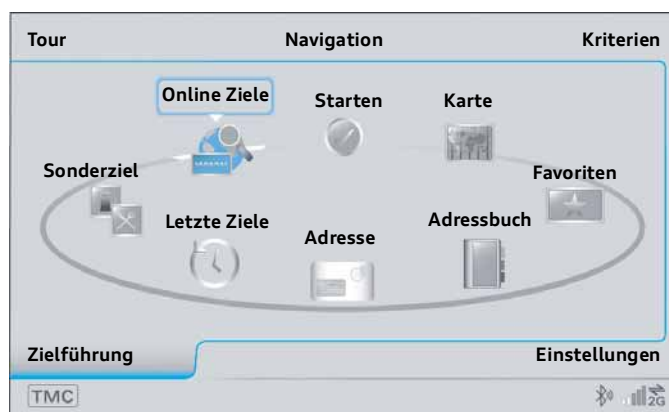 Tour Navigation Kriterien
Online Ziele Starten Karte
Sonderziel Favoriten
Letzte Ziele Adresse Adressbuch
Zielführung Einstellungen
TMC 2G